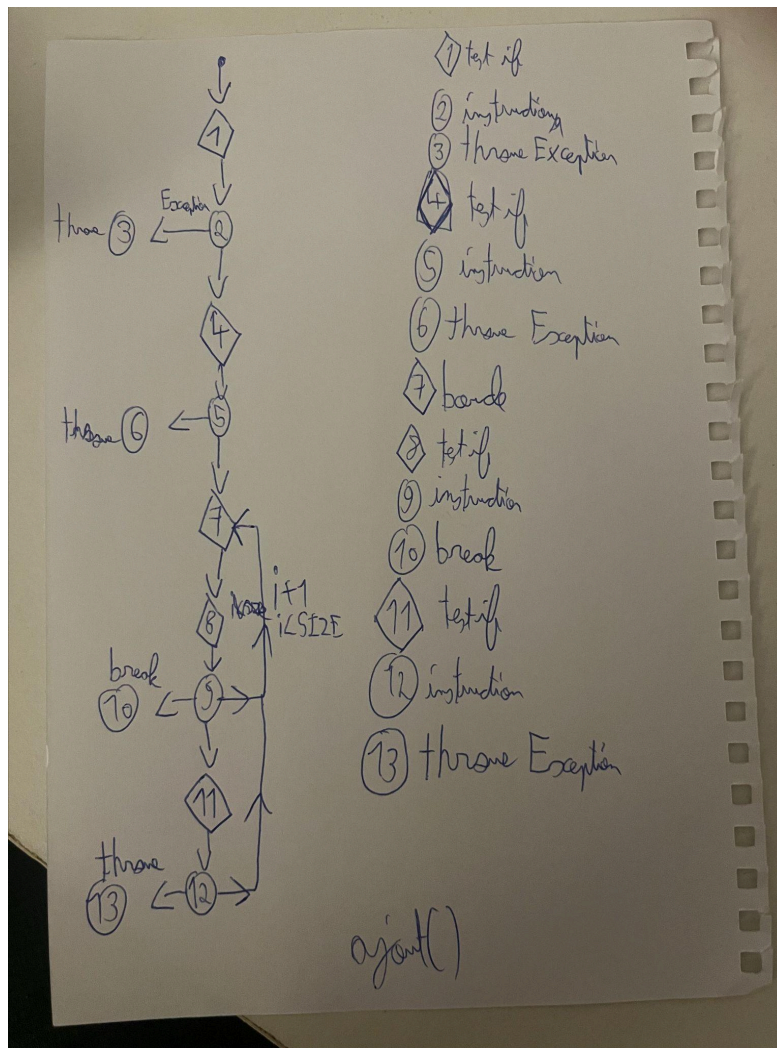 1
Exception
throw 3
2
4
throw 6
5
7
i+1
i<SIZE
8
break
10
9
11
throw
13
12
1 test if
2 instruction
3 throw Exception
4 test if
5 instruction
6 throw Exception
7 boucle
8 test if
9 instruction
10 break
11 test if
12 instruction
13 throw Exception
ajout()